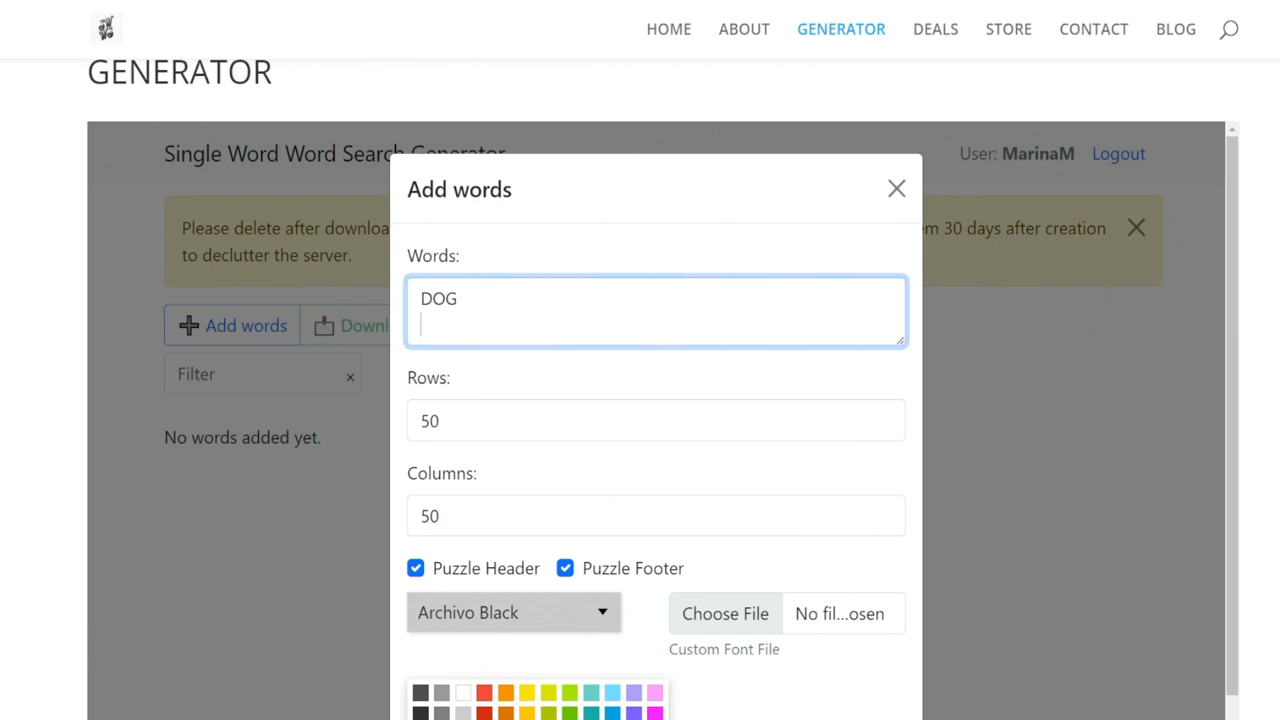 HOME ABOUT GENERATOR DEALS STORE CONTACT BLOG
GENERATOR
Single Word Word Search Generator
User: MarinaM Logout
Add words
Please delete after downloa
m 30 days after creation
to declutter the server.
Words:
DOG
Add words
Downl
Filter
×
Rows:
50
No words added yet.
Columns:
50
Puzzle Header Puzzle Footer
Archivo Black
Choose File No fil...osen
Custom Font File